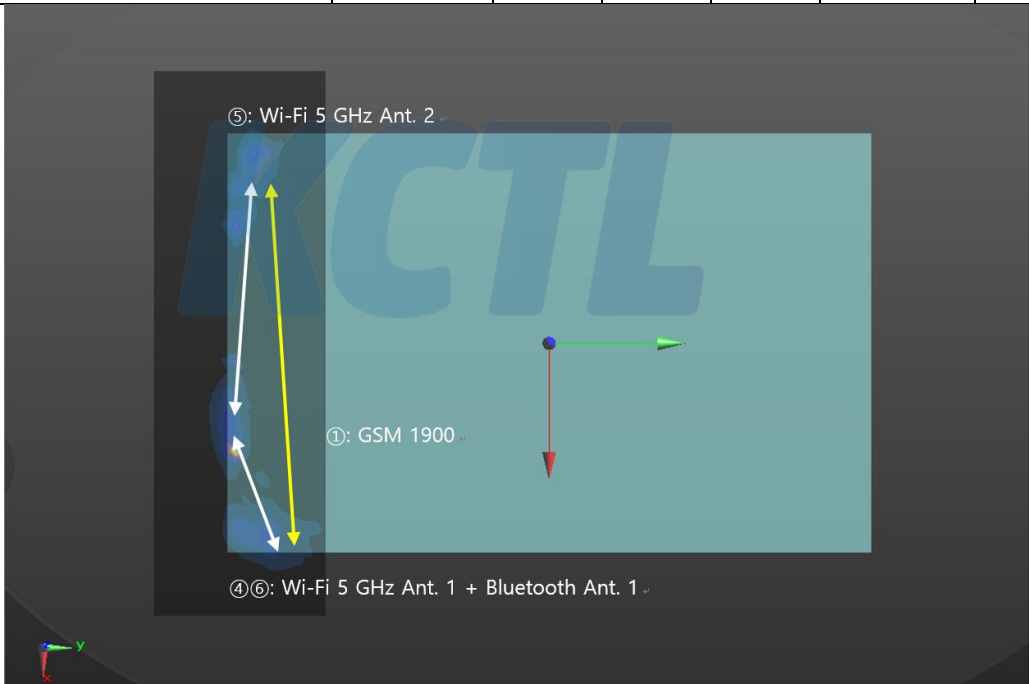 ⑤: Wi-Fi 5 GHz Ant. 2
KCTL
①: GSM 1900
④⑥: Wi-Fi 5 GHz Ant. 1 + Bluetooth Ant. 1
y
x